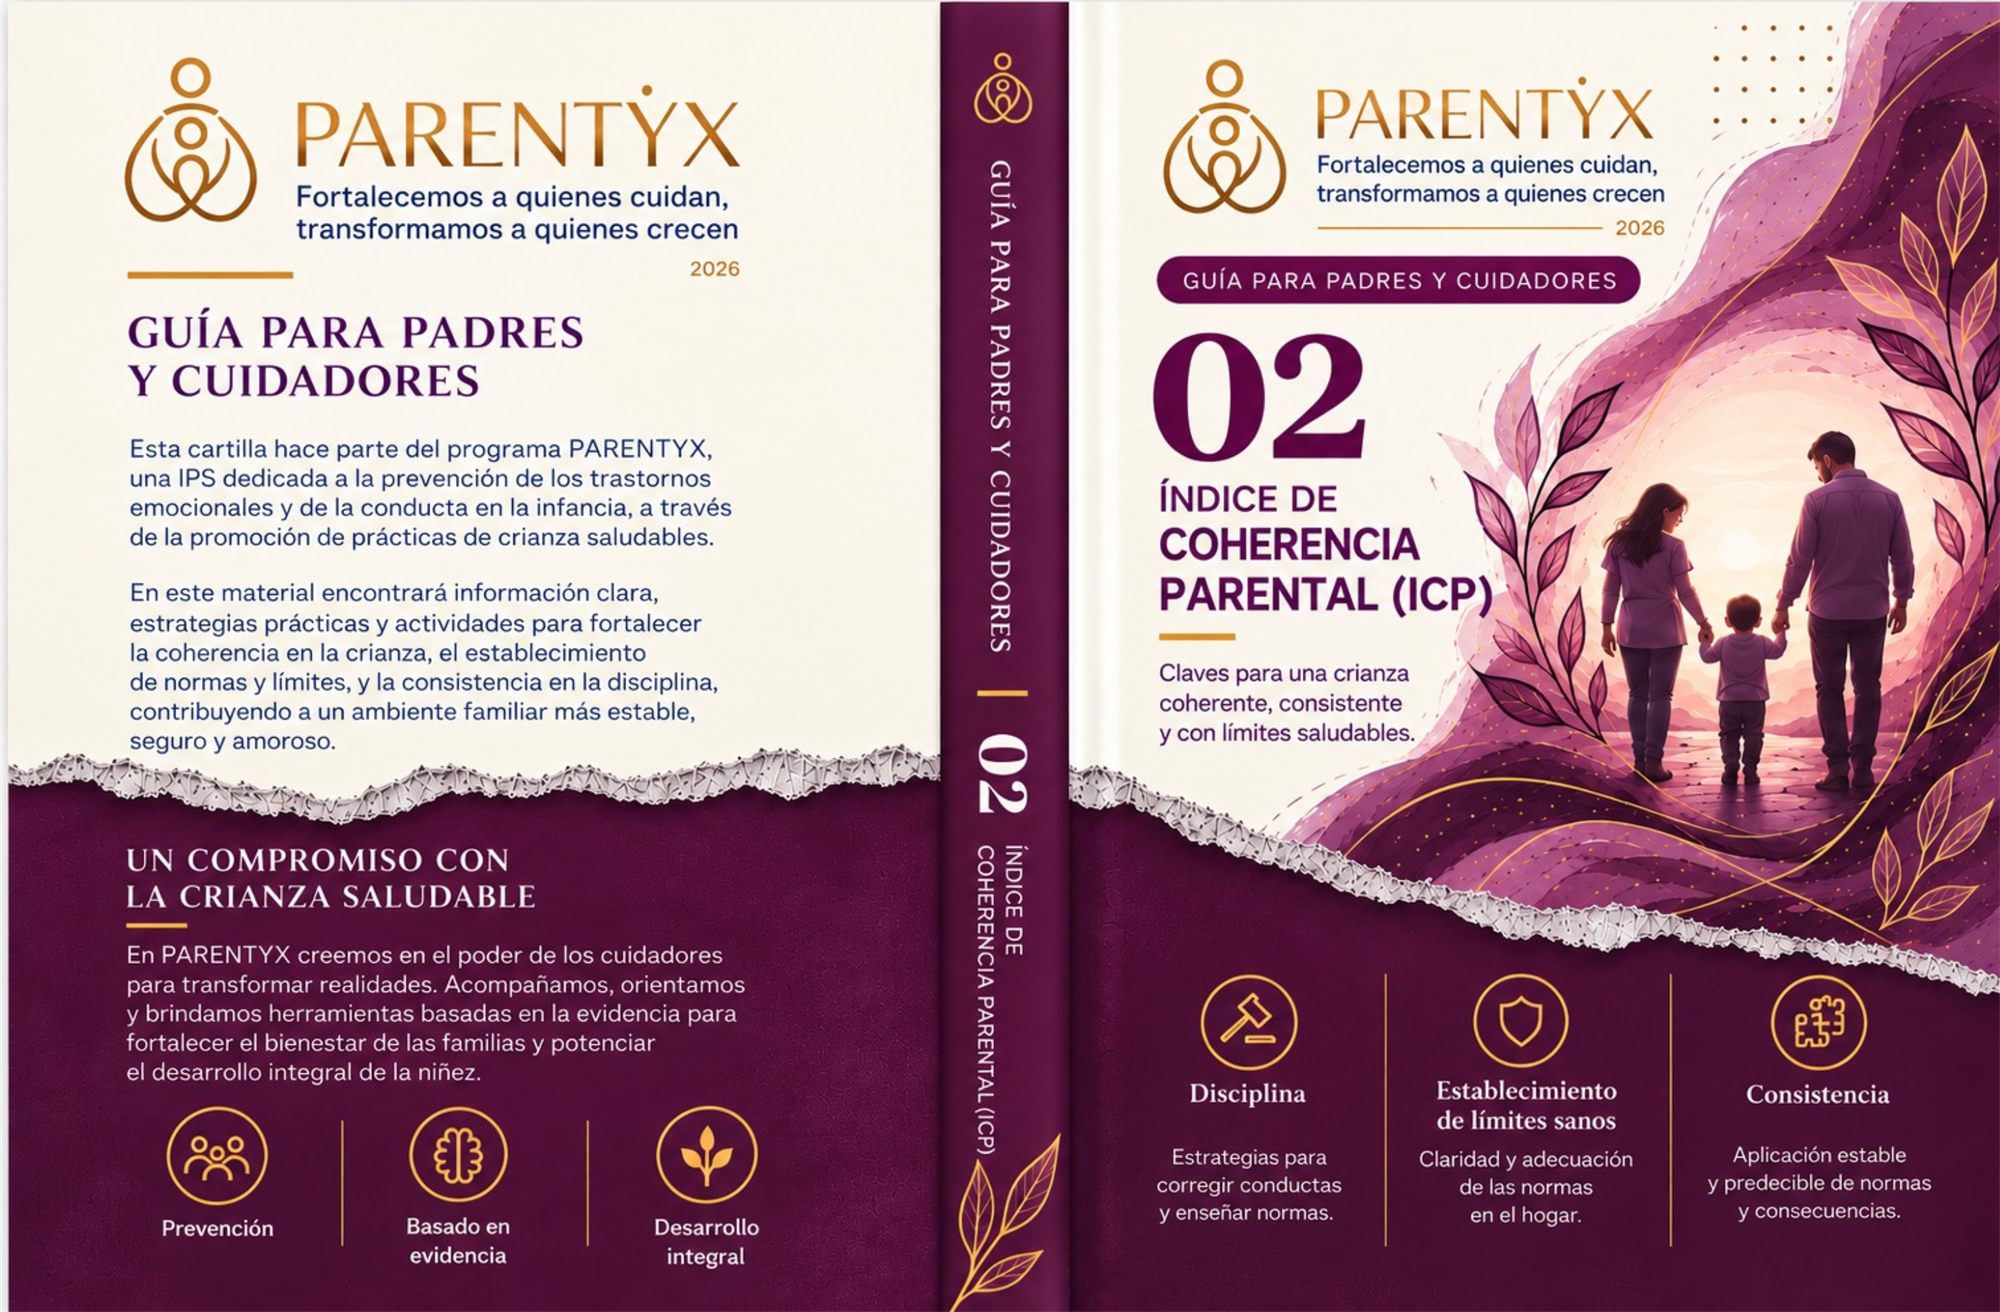 PARENTYX
Fortalecemos a quienes cuidan,
transformamos a quienes crecen
2026
GUÍA PARA PADRES
Y CUIDADORES
Esta cartilla hace parte del programa PARENTYX,
una IPS dedicada a la prevención de los trastornos
emocionales y de la conducta en la infancia, a través
de la promoción de prácticas de crianza saludables.
En este material encontrará información clara,
estrategias prácticas y actividades para fortalecer
la coherencia en la crianza, el establecimiento
de normas y límites, y la consistencia en la disciplina,
contribuyendo a un ambiente familiar más estable,
seguro y amoroso.
UN COMPROMISO CON
LA CRIANZA SALUDABLE
En PARENTYX creemos en el poder de los cuidadores
para transformar realidades. Acompañamos, orientamos
y brindamos herramientas basadas en la evidencia para
fortalecer el bienestar de las familias y potenciar
el desarrollo integral de la niñez.
Prevención
Basado en
evidencia
Desarrollo
integral
GUÍA PARA PADRES Y CUIDADORES
02
ÍNDICE DE
COHERENCIA PARENTAL (ICP)
PARENTYX
Fortalecemos a quienes cuidan,
transformamos a quienes crecen
2026
GUÍA PARA PADRES Y CUIDADORES
02
ÍNDICE DE
COHERENCIA
PARENTAL (ICP)
Claves para una crianza
coherente, consistente
y con límites saludables.
Disciplina
Estrategias para
corregir conductas
y enseñar normas.
Establecimiento
de límites sanos
Claridad y adecuación
de las normas
en el hogar.
Consistencia
Aplicación estable
y predecible de normas
y consecuencias.